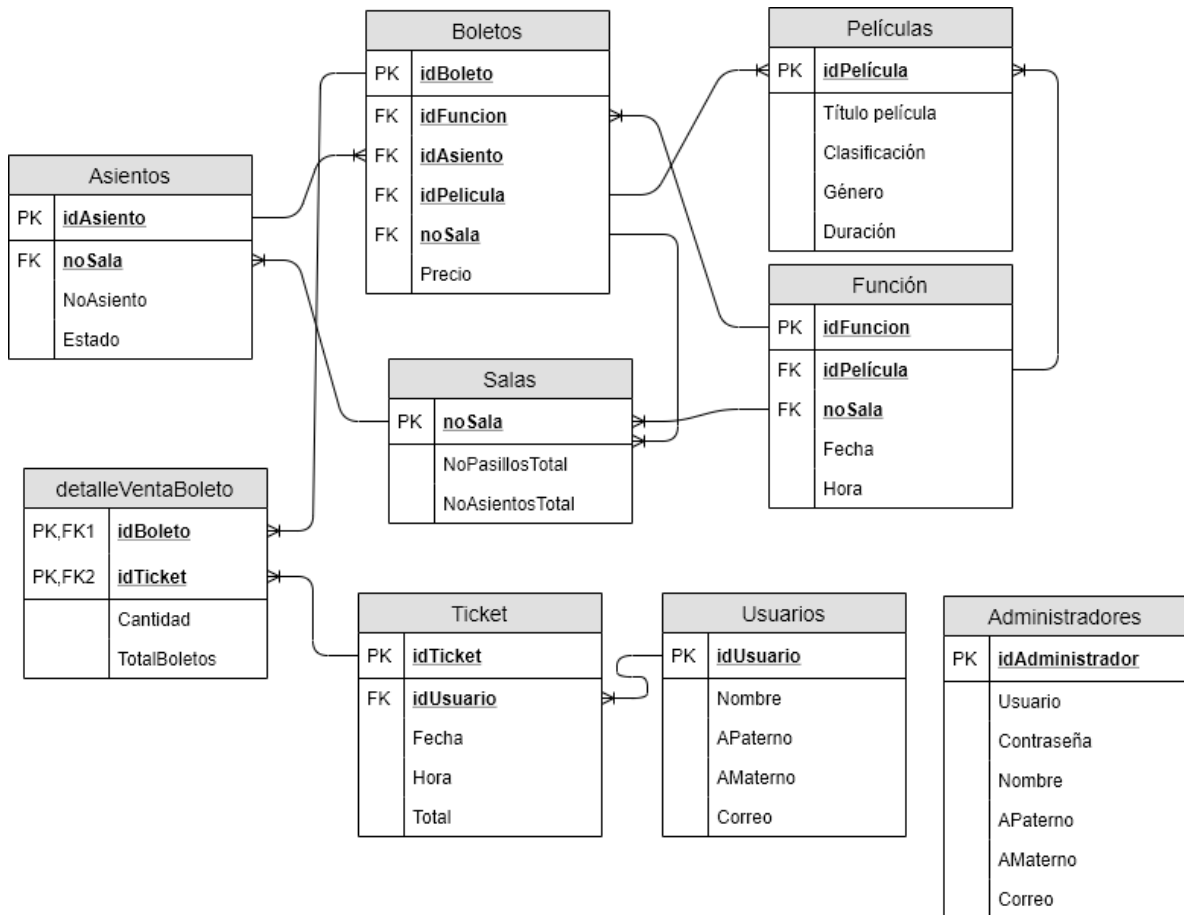 Boletos
PK idBoleto
FK idFuncion
FK idAsiento
FK idPelicula
FK noSala
Precio
Películas
PK idPelícula
Título película
Clasificación
Género
Duración
Asientos
PK idAsiento
FK noSala
NoAsiento
Estado
Función
PK idFuncion
FK idPelícula
FK noSala
Fecha
Hora
Salas
PK noSala
NoPasillosTotal
NoAsientosTotal
detalleVentaBoleto
PK,FK1 idBoleto
PK,FK2 idTicket
Cantidad
TotalBoletos
Ticket
PK idTicket
FK idUsuario
Fecha
Hora
Total
Usuarios
PK idUsuario
Nombre
APaterno
AMaterno
Correo
Administradores
PK idAdministrador
Usuario
Contraseña
Nombre
APaterno
AMaterno
Correo